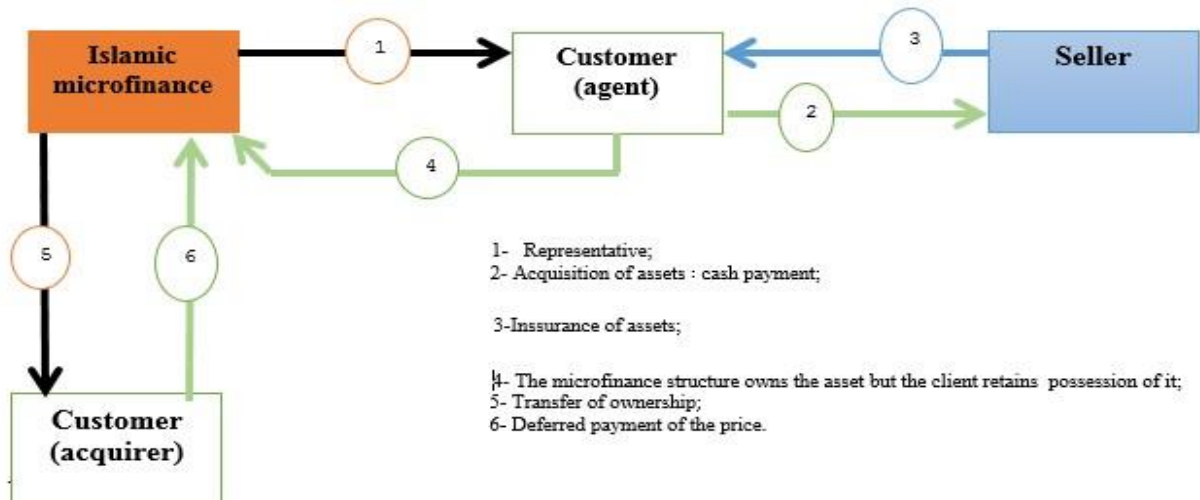 Islamic
microfinance
1
Customer
(agent)
3
Seller
2
4
5
6
1- Representative;
2- Acquisition of assets : cash payment;
3-Inssurance of assets;
4- The microfinance structure owns the asset but the client retains possession of it;
5- Transfer of ownership;
6- Deferred payment of the price.
Customer
(acquirer)